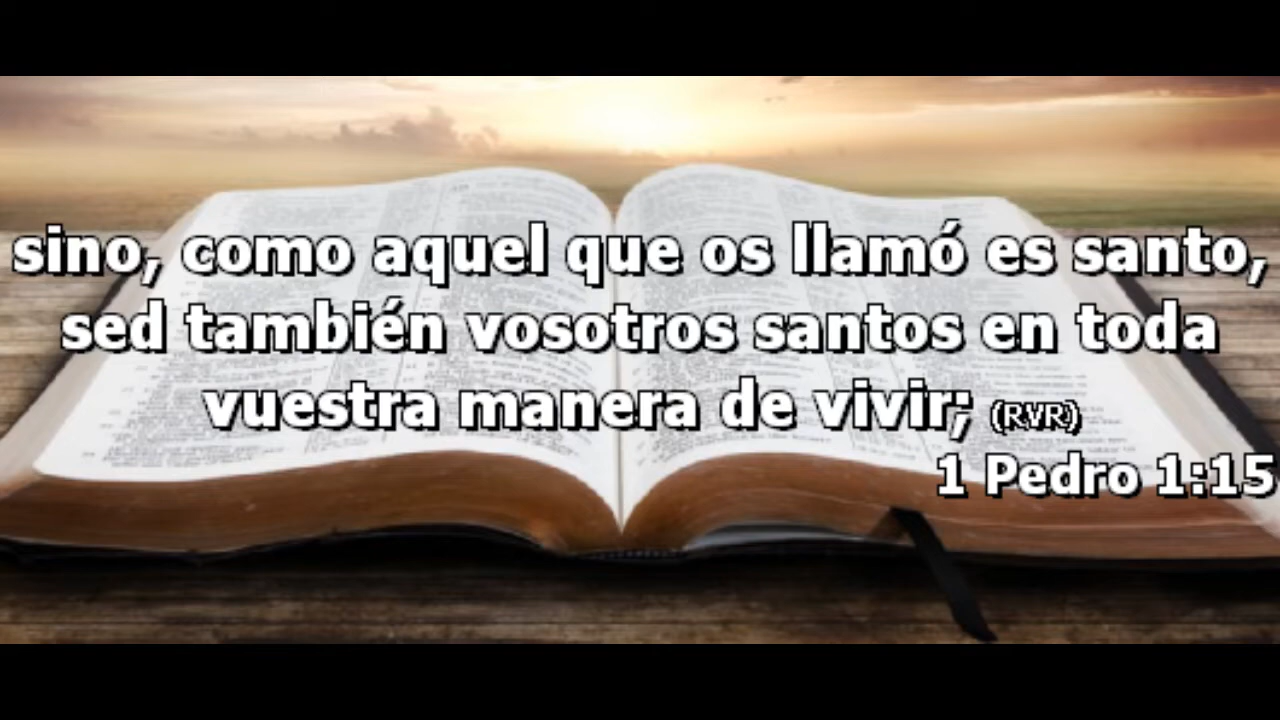 sino, como aquel que os llamó es santo,
sed también vosotros santos en toda
vuestra manera de vivir; (RVR)
1 Pedro 1:15